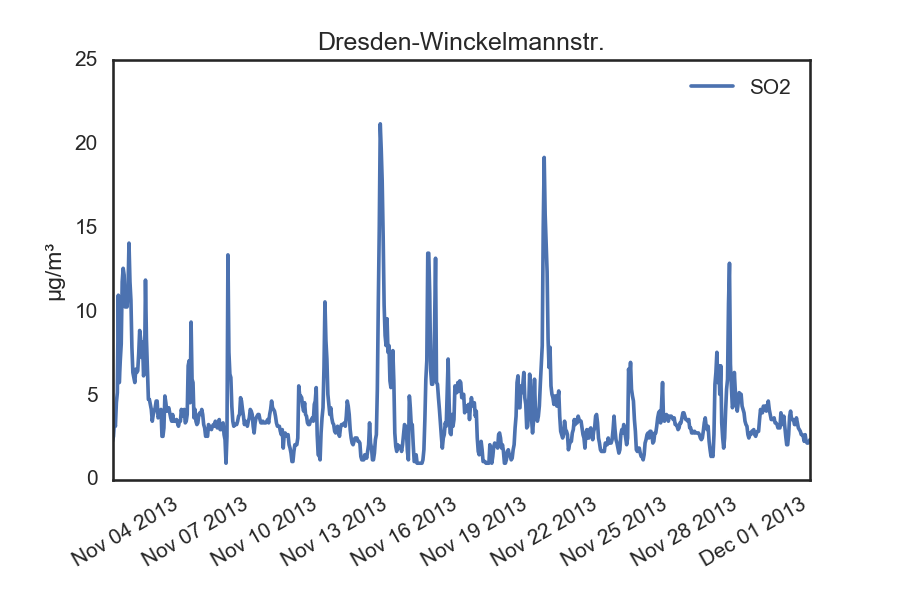 Dresden-Winckelmannstr.
25
20
15
10
5
0
µg/m³
SO2
Nov 04 2013
Nov 07 2013
Nov 10 2013
Nov 13 2013
Nov 16 2013
Nov 19 2013
Nov 22 2013
Nov 25 2013
Nov 28 2013
Dec 01 2013